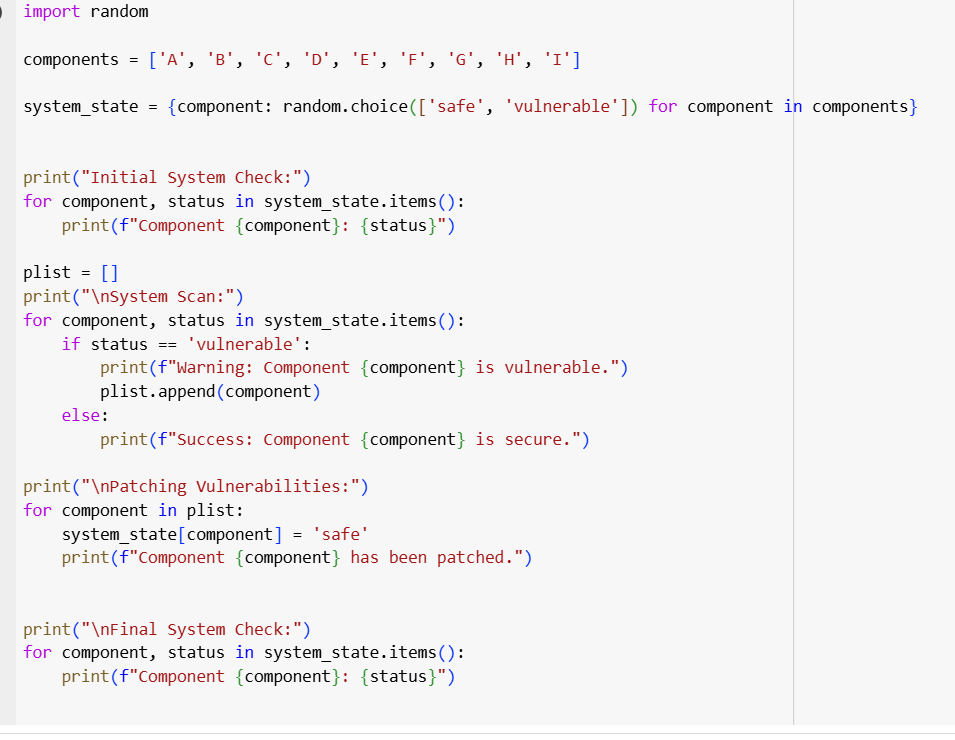 import random
components = ['A', 'B', 'C', 'D', 'E', 'F', 'G', 'H', 'I']
system_state = {component: random.choice(['safe', 'vulnerable']) for component in components}
print("Initial System Check:")
for component, status in system_state.items():
    print(f"Component {component}: {status}")
plist = []
print("\nSystem Scan:")
for component, status in system_state.items():
    if status == 'vulnerable':
        print(f"Warning: Component {component} is vulnerable.")
        plist.append(component)
    else:
        print(f"Success: Component {component} is secure.")
print("\nPatching Vulnerabilities:")
for component in plist:
    system_state[component] = 'safe'
    print(f"Component {component} has been patched.")
print("\nFinal System Check:")
for component, status in system_state.items():
    print(f"Component {component}: {status}")